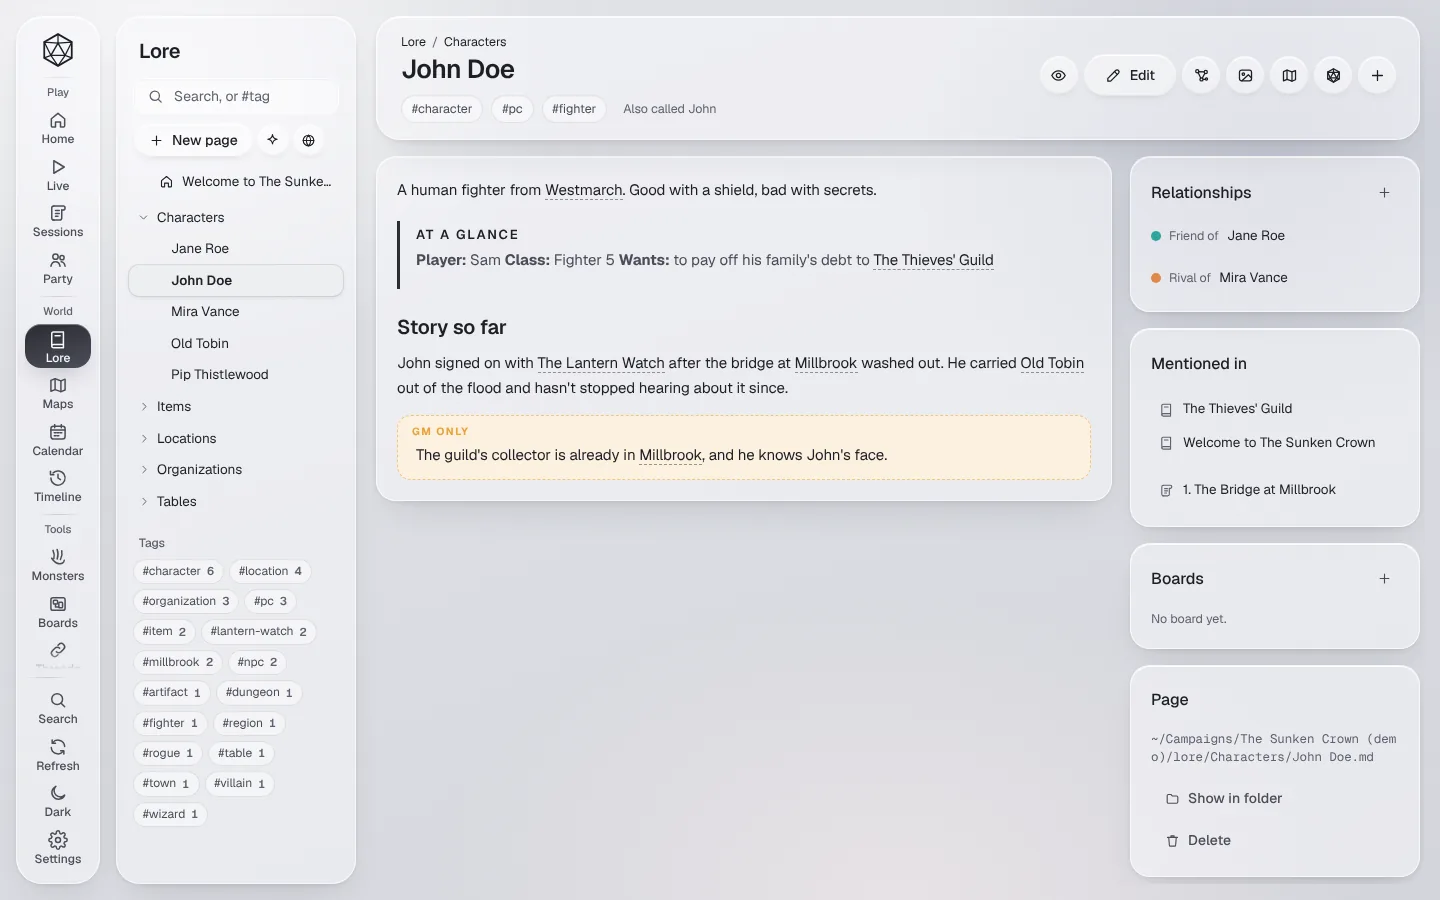 Play
Home
Live
Sessions
Party
World
Lore
Maps
Calendar
Timeline
Tools
Monsters
Boards
Search
Refresh
Dark
Settings
Lore
Search, or #tag
New page
Welcome to The Sunke...
Characters
Jane Roe
John Doe
Mira Vance
Old Tobin
Pip Thistlewood
Items
Locations
Organizations
Tables
Tags
#character 6 #location 4
#organization 3 #pc 3
#item 2 #lantern-watch 2
#millbrook 2 #npc 2
#artifact 1 #dungeon 1
#fighter 1 #region 1
#rogue 1 #table 1
#town 1 #villain 1
#wizard 1
Lore / Characters
John Doe
#character #pc #fighter Also called John
Edit
A human fighter from Westmarch. Good with a shield, bad with secrets.
AT A GLANCE
Player: Sam Class: Fighter 5 Wants: to pay off his family's debt to The Thieves' Guild
Story so far
John signed on with The Lantern Watch after the bridge at Millbrook washed out. He carried Old Tobin
out of the flood and hasn't stopped hearing about it since.
GM ONLY
The guild's collector is already in Millbrook, and he knows John's face.
Relationships
Friend of Jane Roe
Rival of Mira Vance
Mentioned in
The Thieves' Guild
Welcome to The Sunken Crown
1. The Bridge at Millbrook
Boards
No board yet.
Page
~/Campaigns/The Sunken Crown (dem
o)/lore/Characters/John Doe.md
Show in folder
Delete